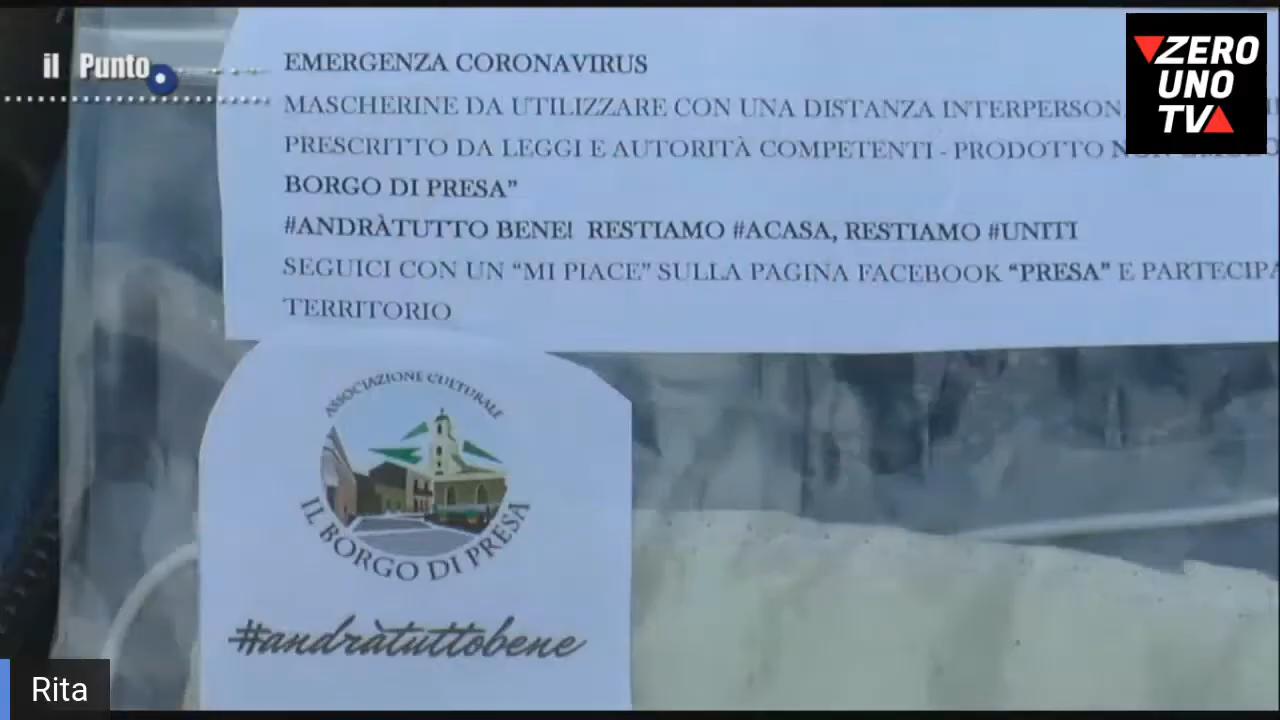 il Punto
ZERO
UNO
TV
EMERGENZA CORONAVIRUS
MASCHERINE DA UTILIZZARE CON UNA DISTANZA INTERPERSON
PRESCRITTO DA LEGGI E AUTORITÀ COMPETENTI - PRODOTTO
BORGO DI PRESA”
#ANDRÀTUTTO BENE! RESTIAMO #ACASA, RESTIAMO #UNITI
SEGUICI CON UN “MI PIACE” SULLA PAGINA FACEBOOK “PRESA” E PARTECIPA
TERRITORIO
ASSOCIAZIONE CULTURALE
IL BORGO DI PRESA
#andràtuttobene
Rita